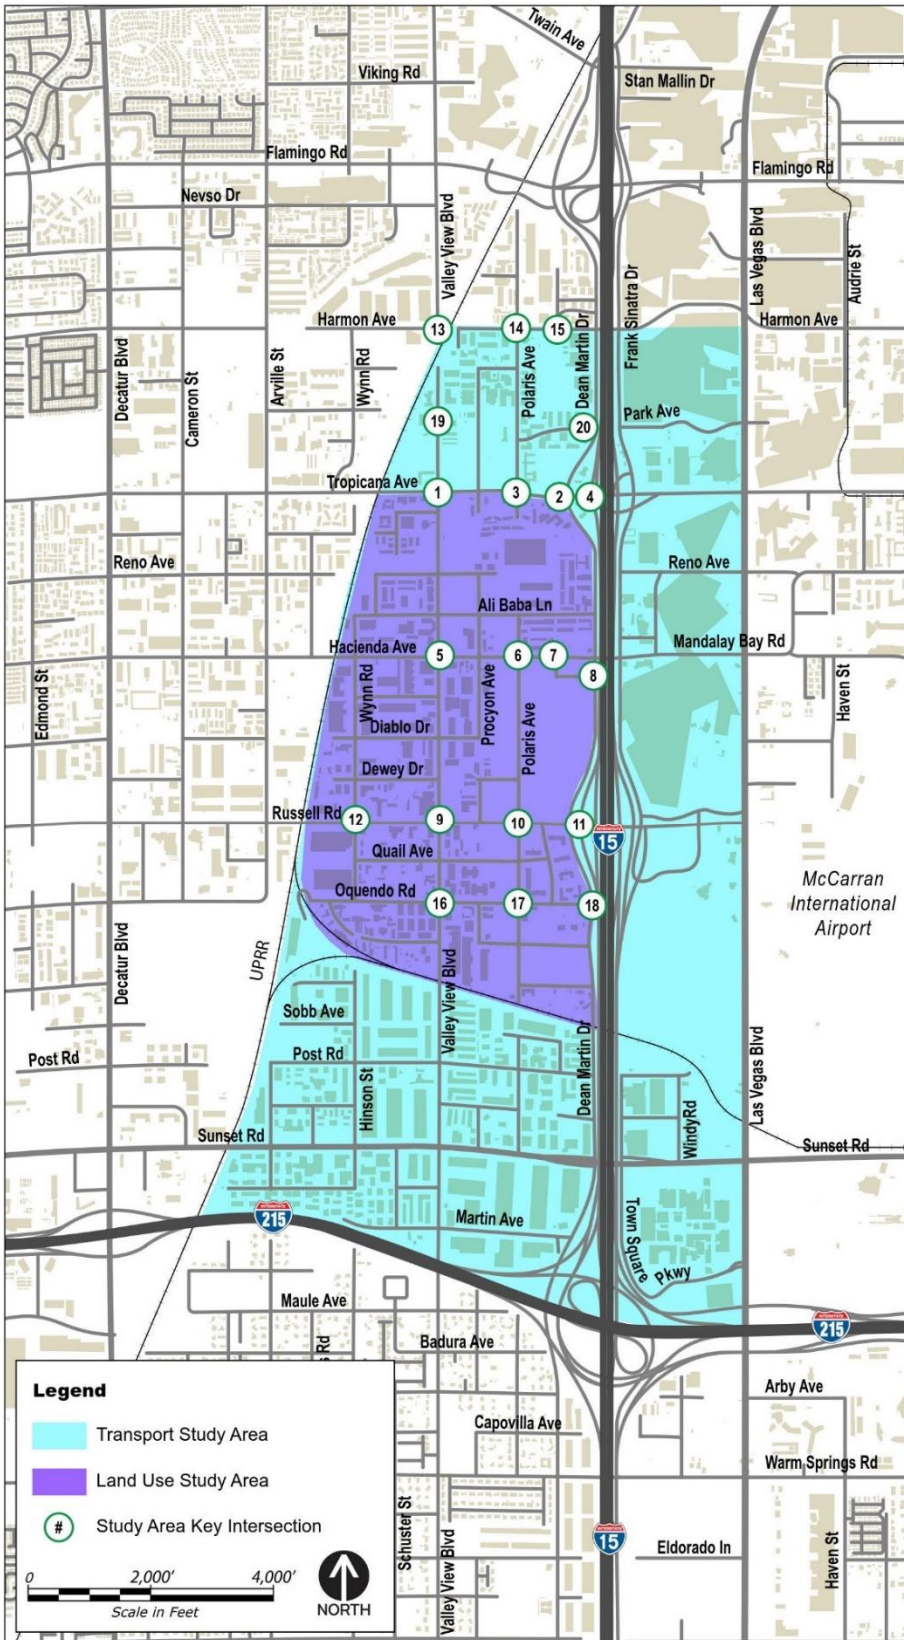 Twain Ave
Viking Rd
Stan Mallin Dr
Flamingo Rd
Flamingo Rd
Nevso Dr
Valley View Blvd
Frank Sinatra Dr
Las Vegas Blvd
Audrie St
Harmon Ave
13
14
15
Harmon Ave
Decatur Blvd
Cameron St
Arville St
Wynn Rd
Polaris Ave
Dean Martin Dr
Park Ave
19
20
Tropicana Ave
1
3
2
4
Reno Ave
Reno Ave
Ali Baba Ln
Hacienda Ave
5
6
7
8
Mandalay Bay Rd
Edmond St
Wynn Rd
Procyon Ave
Polaris Ave
Haven St
Diablo Dr
Dewey Dr
Russell Rd
12
9
10
11
INTERSTATE
15
Quail Ave
Oquendo Rd
16
17
18
McCarran
International
Airport
Decatur Blvd
UPRR
Valley View Blvd
Sobb Ave
Post Rd
Post Rd
Hinson St
Dean Martin Dr
Windy Rd
Las Vegas Blvd
Sunset Rd
Sunset Rd
INTERSTATE
215
Martin Ave
Town Square
Pkwy
Maule Ave
INTERSTATE
215
s Rd
Badura Ave
Arby Ave
Capovilla Ave
Warm Springs Rd
Schuster St
Valley View Blvd
INTERSTATE
15
Eldorado ln
Haven St
Legend
Transport Study Area
Land Use Study Area
# Study Area Key Intersection
0 2,000' 4,000'
Scale in Feet
NORTH